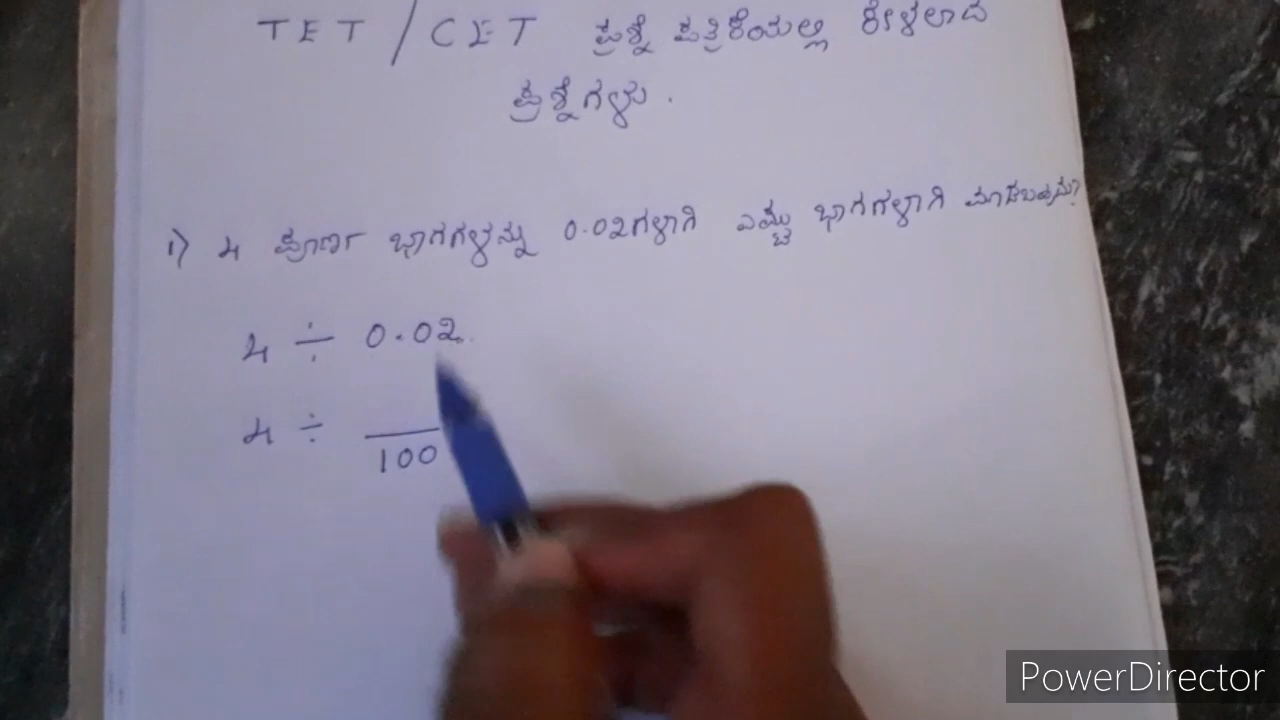 TET / CET ಪ್ರಶ್ನೆ ಪತ್ರಿಕೆಯಲ್ಲಿ ಕೇಳಲಾದ
ಪ್ರಶ್ನೆಗಳು.
1) 4 ಪೂರ್ಣ ಭಾಗಗಳನ್ನು 0.02ಗಳಾಗಿ ಎಷ್ಟು ಭಾಗಗಳಾಗಿ ಮಾಡಬಹುದು?
4 ÷ 0.02
4 ÷ —
100
PowerDirector